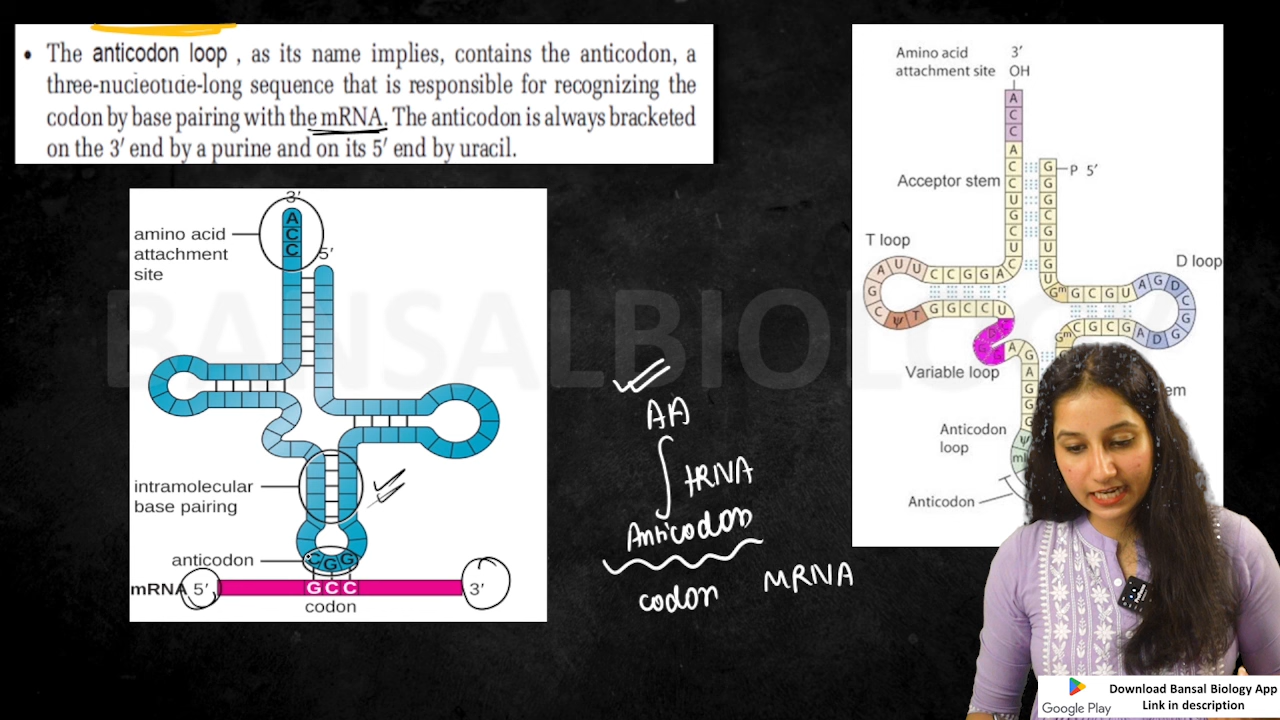 • The anticodon loop , as its name implies, contains the anticodon, a
three-nucleotide-long sequence that is responsible for recognizing the
codon by base pairing with the mRNA. The anticodon is always bracketed
on the 3′ end by a purine and on its 5′ end by uracil.
BANSAL BIOLOGY
3′
A
C
C
amino acid
attachment
site
5′
intramolecular
base pairing
anticodon
C G G
mRNA 5′
G C C
3′
codon
AA
tRNA
Anticodon
codon
MRNA
Amino acid
attachment site
3′
OH
A
C
C
A
C
C
U
G
C
U
C
Acceptor stem
G
G
G
C
G
U
G
U
P 5′
T loop
A U U C C G G A
G
C Ψ T G G C C U
D loop
Gm G C G U A G D
C
G
Gm C G C G A D G
Variable loop
A G
A
G
G
G
Ψ
Anticodon
loop
Anticodon
Google Play
Download Bansal Biology App
Link in description